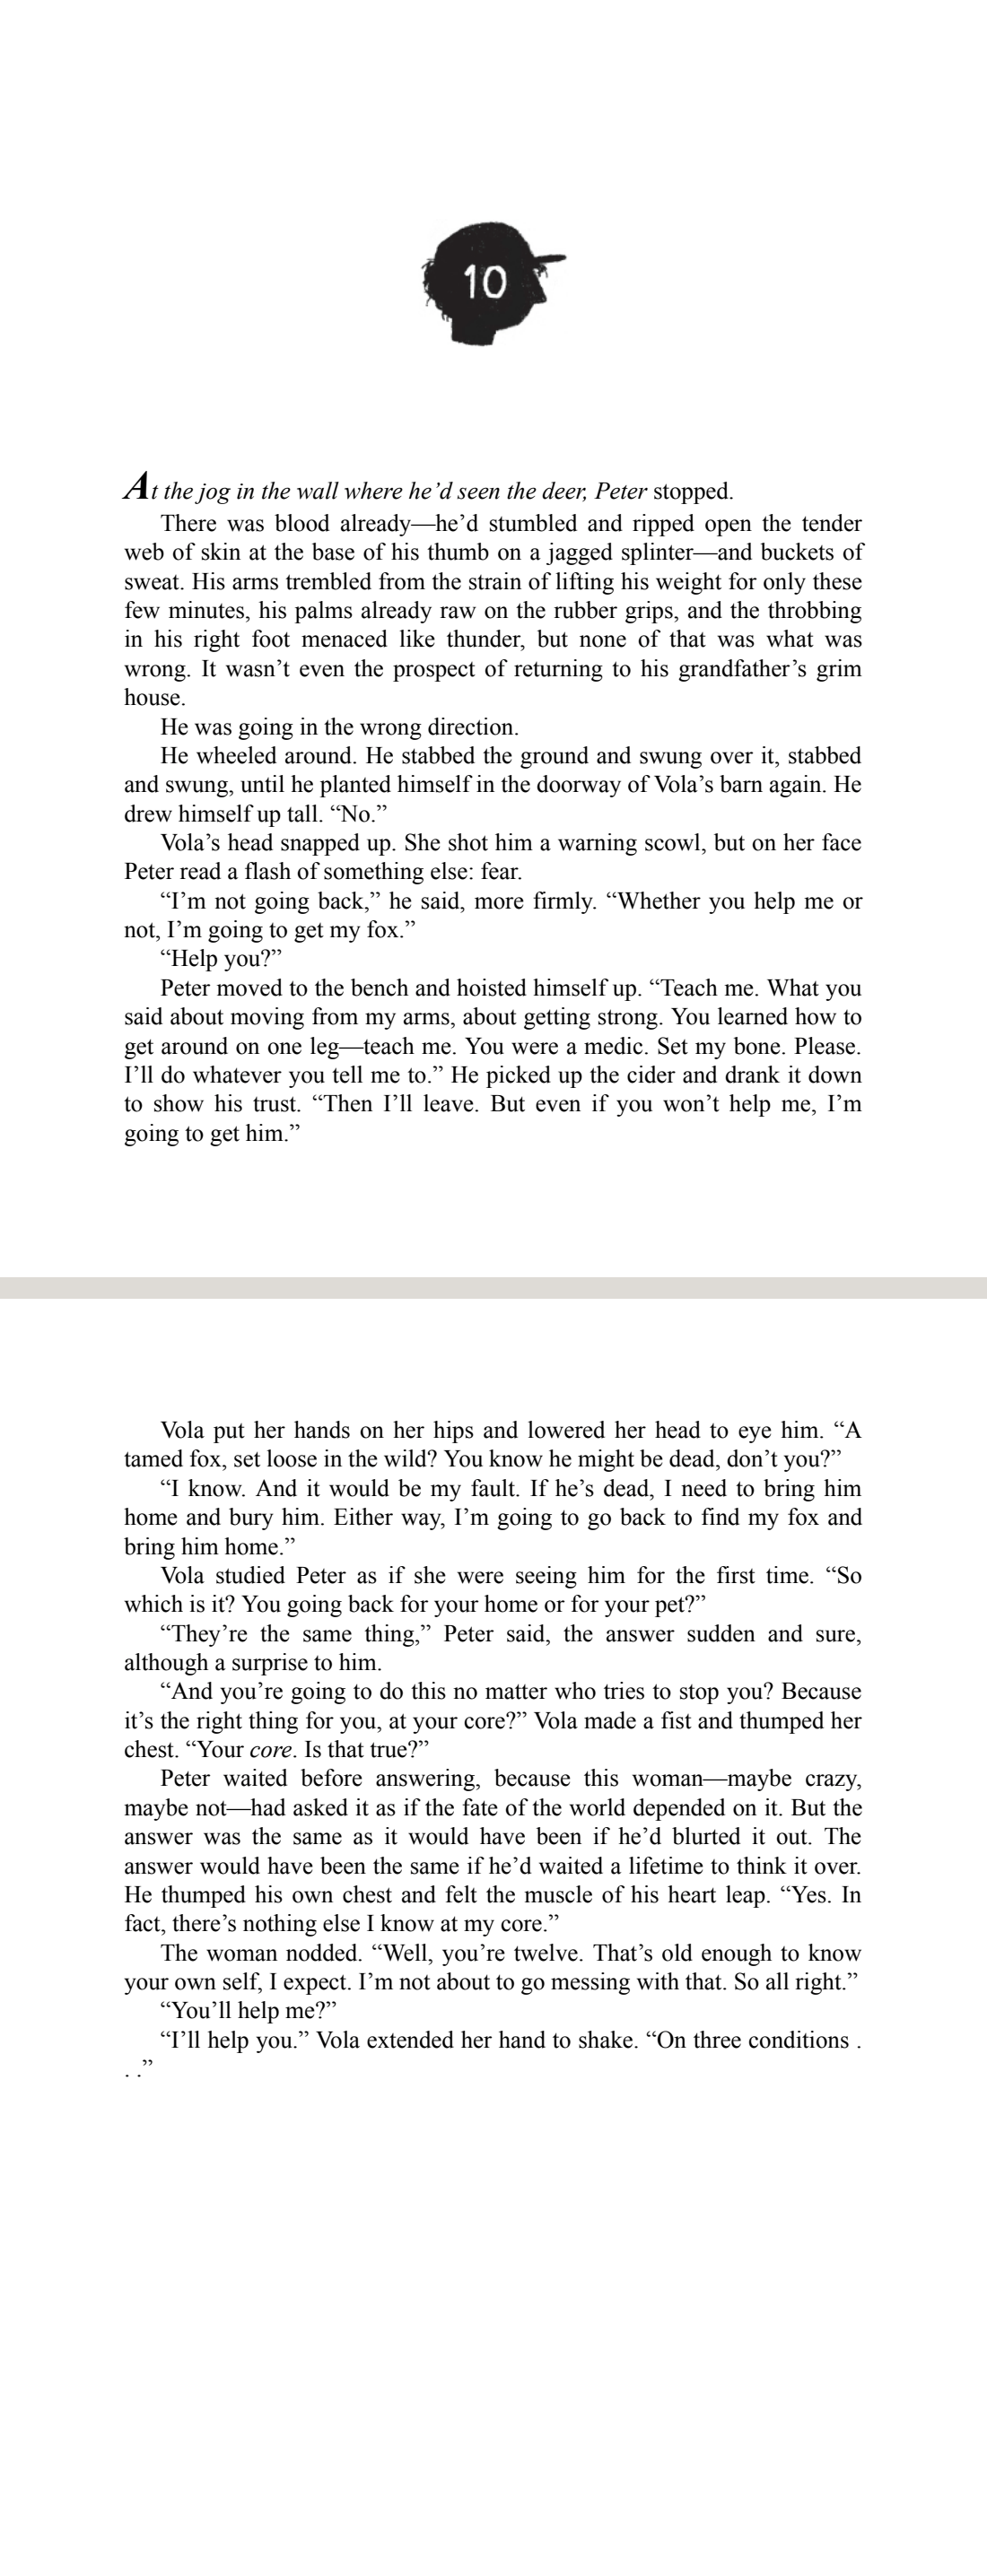 10
At the jog in the wall where he’d seen the deer, Peter stopped.
There was blood already—he’d stumbled and ripped open the tender
web of skin at the base of his thumb on a jagged splinter—and buckets of
sweat. His arms trembled from the strain of lifting his weight for only these
few minutes, his palms already raw on the rubber grips, and the throbbing
in his right foot menaced like thunder, but none of that was what was
wrong. It wasn’t even the prospect of returning to his grandfather’s grim
house.
He was going in the wrong direction.
He wheeled around. He stabbed the ground and swung over it, stabbed
and swung, until he planted himself in the doorway of Vola’s barn again. He
drew himself up tall. “No.”
Vola’s head snapped up. She shot him a warning scowl, but on her face
Peter read a flash of something else: fear.
“I’m not going back,” he said, more firmly. “Whether you help me or
not, I’m going to get my fox.”
“Help you?”
Peter moved to the bench and hoisted himself up. “Teach me. What you
said about moving from my arms, about getting strong. You learned how to
get around on one leg—teach me. You were a medic. Set my bone. Please.
I’ll do whatever you tell me to.” He picked up the cider and drank it down
to show his trust. “Then I’ll leave. But even if you won’t help me, I’m
going to get him.”
Vola put her hands on her hips and lowered her head to eye him. “A
tamed fox, set loose in the wild? You know he might be dead, don’t you?”
“I know. And it would be my fault. If he’s dead, I need to bring him
home and bury him. Either way, I’m going to go back to find my fox and
bring him home.”
Vola studied Peter as if she were seeing him for the first time. “So
which is it? You going back for your home or for your pet?”
“They’re the same thing,” Peter said, the answer sudden and sure,
although a surprise to him.
“And you’re going to do this no matter who tries to stop you? Because
it’s the right thing for you, at your core?” Vola made a fist and thumped her
chest. “Your core. Is that true?”
Peter waited before answering, because this woman—maybe crazy,
maybe not—had asked it as if the fate of the world depended on it. But the
answer was the same as it would have been if he’d blurted it out. The
answer would have been the same if he’d waited a lifetime to think it over.
He thumped his own chest and felt the muscle of his heart leap. “Yes. In
fact, there’s nothing else I know at my core.”
The woman nodded. “Well, you’re twelve. That’s old enough to know
your own self, I expect. I’m not about to go messing with that. So all right.”
“You’ll help me?”
“I’ll help you.” Vola extended her hand to shake. “On three conditions .
. .”